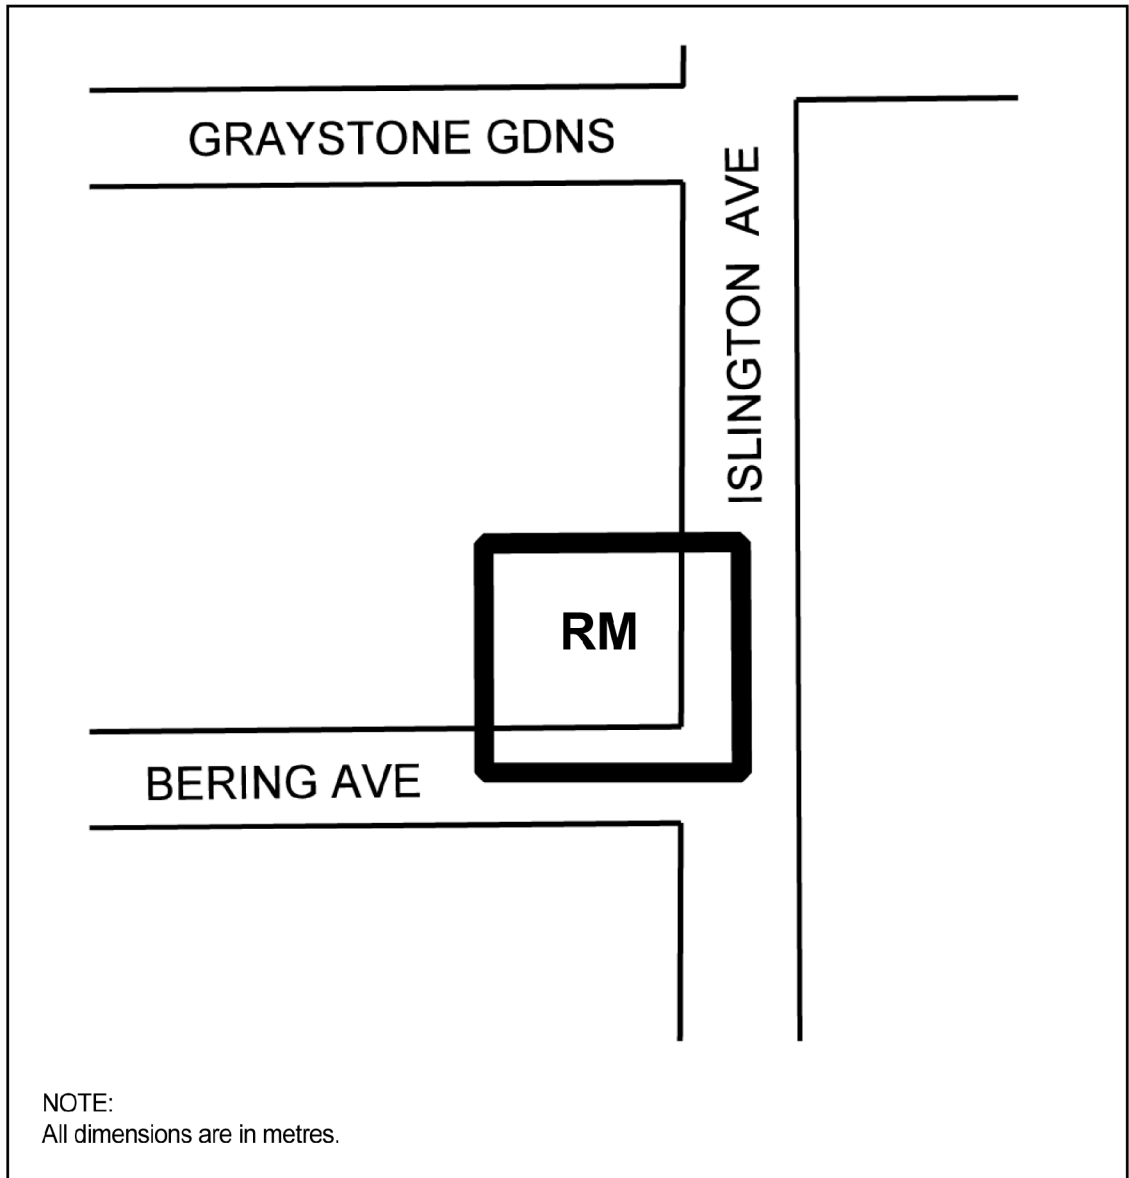 GRAYSTONE GDNS
ISLINGTON AVE
RM
BERING AVE
NOTE:
All dimensions are in metres.